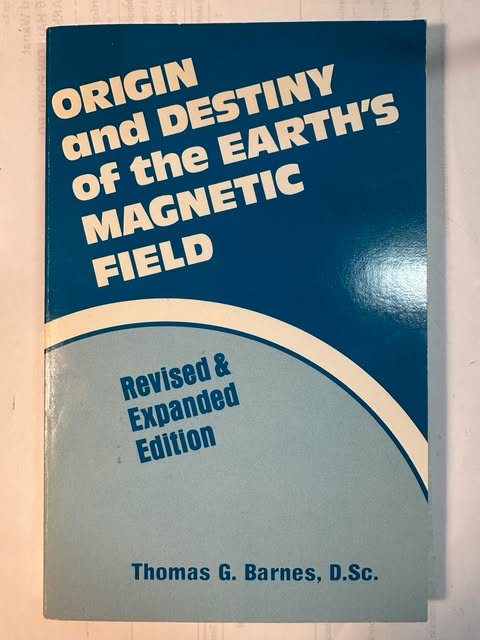 ORIGIN
and DESTINY
of the EARTH'S
MAGNETIC
FIELD
Revised &
Expanded
Edition
Thomas G. Barnes, D.Sc.